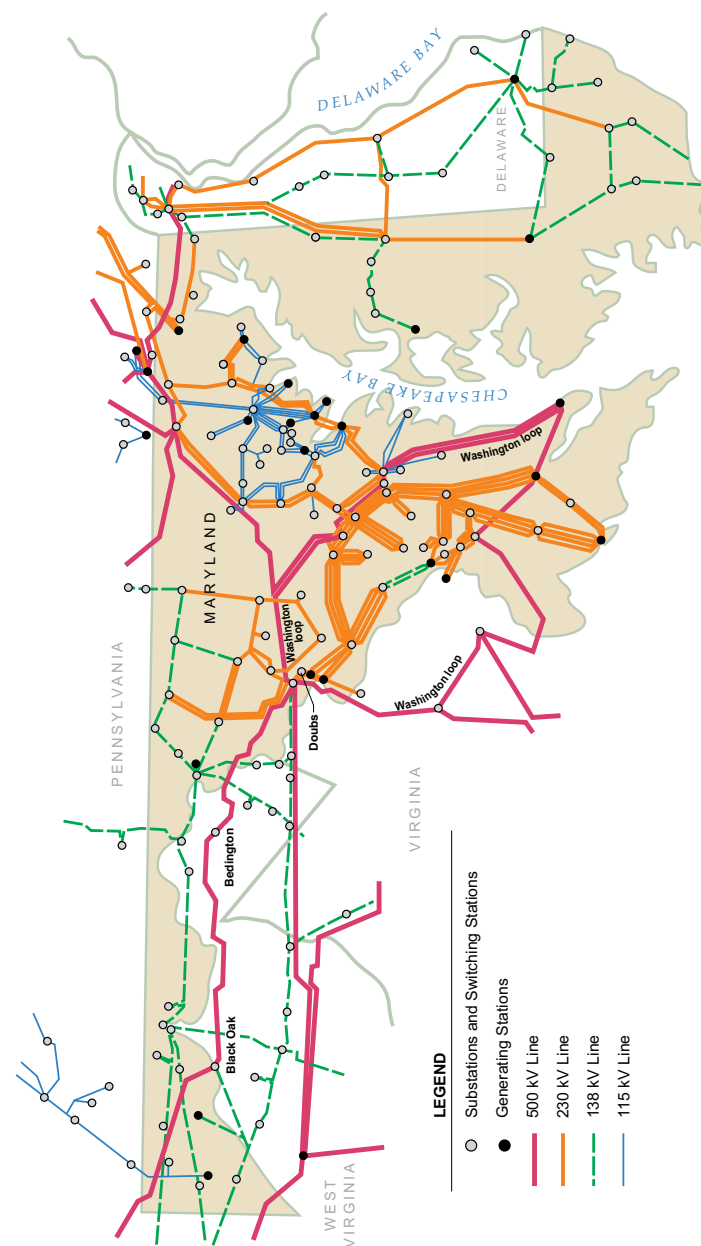 DELAWARE BAY
DELAWARE
CHESAPEAKE BAY
Washington loop
MARYLAND
PENNSYLVANIA
Washington
loop
Doubs
Washington loop
VIRGINIA
Bedington
Black Oak
WEST
VIRGINIA
LEGEND
Substations and Switching Stations
Generating Stations
500 kV Line
230 kV Line
138 kV Line
115 kV Line